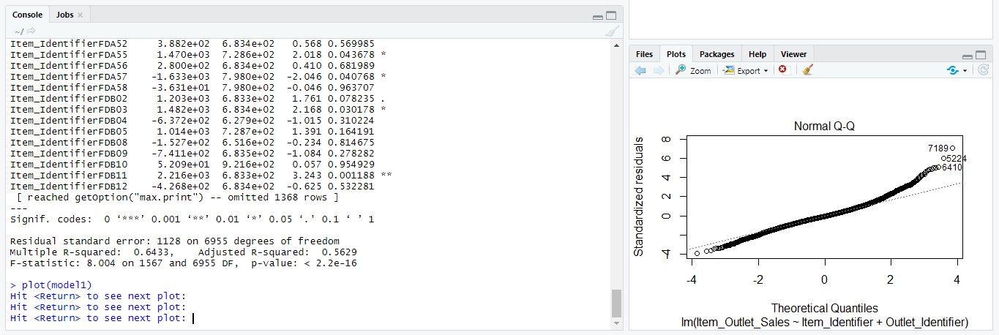 Console Jobs ×
~/
Item_IdentifierFDA52 3.882e+02 6.834e+02 0.568 0.569985
Item_IdentifierFDA55 1.470e+03 7.286e+02 2.018 0.043678 *
Item_IdentifierFDA56 2.800e+02 6.834e+02 0.410 0.681989
Item_IdentifierFDA57 -1.633e+03 7.980e+02 -2.046 0.040768 *
Item_IdentifierFDA58 -3.631e+01 7.980e+02 -0.046 0.963707
Item_IdentifierFDB02 1.203e+03 6.833e+02 1.761 0.078235 .
Item_IdentifierFDB03 1.482e+03 6.834e+02 2.168 0.030178 *
Item_IdentifierFDB04 -6.372e+02 6.279e+02 -1.015 0.310224
Item_IdentifierFDB05 1.014e+03 7.287e+02 1.391 0.164191
Item_IdentifierFDB08 -1.527e+02 6.516e+02 -0.234 0.814675
Item_IdentifierFDB09 -7.411e+02 6.835e+02 -1.084 0.278282
Item_IdentifierFDB10 5.209e+01 9.216e+02 0.057 0.954929
Item_IdentifierFDB11 2.216e+03 6.833e+02 3.243 0.001188 **
Item_IdentifierFDB12 -4.268e+02 6.834e+02 -0.625 0.532281
[ reached getOption("max.print") -- omitted 1368 rows ]
---
Signif. codes: 0 ‘***’ 0.001 ‘**’ 0.01 ‘*’ 0.05 ‘.’ 0.1 ‘ ’ 1
Residual standard error: 1128 on 6955 degrees of freedom
Multiple R-squared: 0.6433, Adjusted R-squared: 0.5629
F-statistic: 8.004 on 1567 and 6955 DF, p-value: < 2.2e-16
> plot(model1)
Hit <Return> to see next plot:
Hit <Return> to see next plot:
Hit <Return> to see next plot:
Files Plots Packages Help Viewer
Zoom Export
Normal Q-Q
Standardized residuals
8
6
4
2
0
-4
7189
5224
6410
-4 -2 0 2 4
Theoretical Quantiles
lm(Item_Outlet_Sales ~ Item_Identifier + Outlet_Identifier)